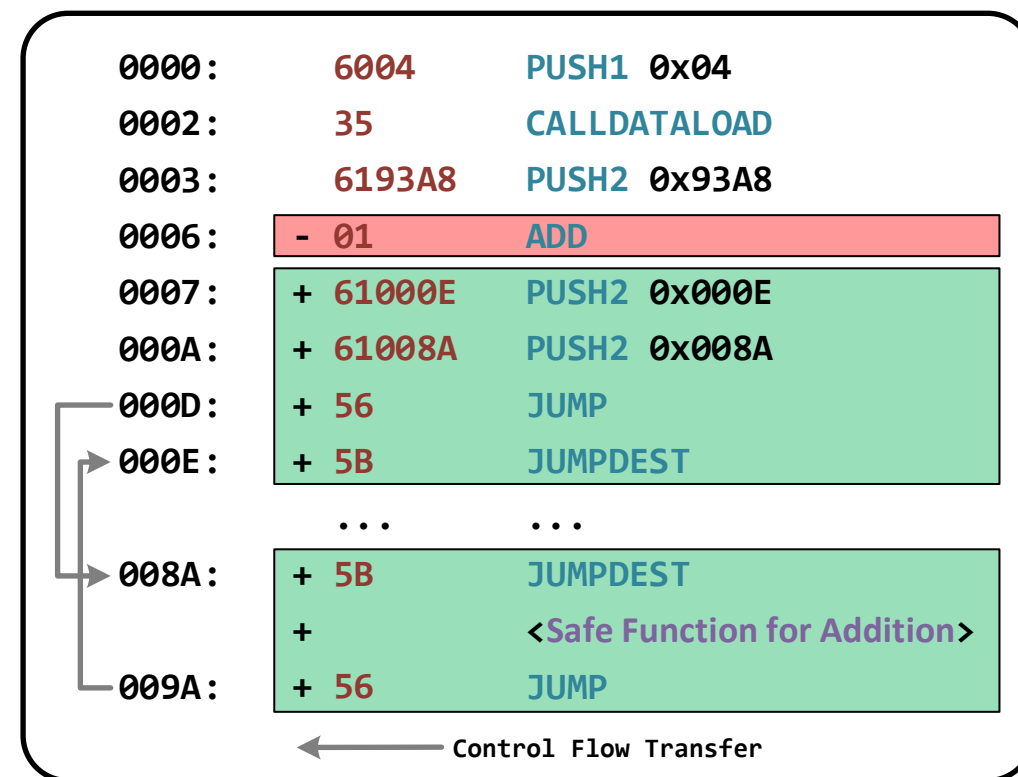 0000: 6004 PUSH1 0x04
0002: 35 CALLDATALOAD
0003: 6193A8 PUSH2 0x93A8
0006: - 01 ADD
0007: + 61000E PUSH2 0x000E
000A: + 61008A PUSH2 0x008A
000D: + 56 JUMP
000E: + 5B JUMPDEST
... ...
008A: + 5B JUMPDEST
+ <Safe Function for Addition>
009A: + 56 JUMP
Control Flow Transfer